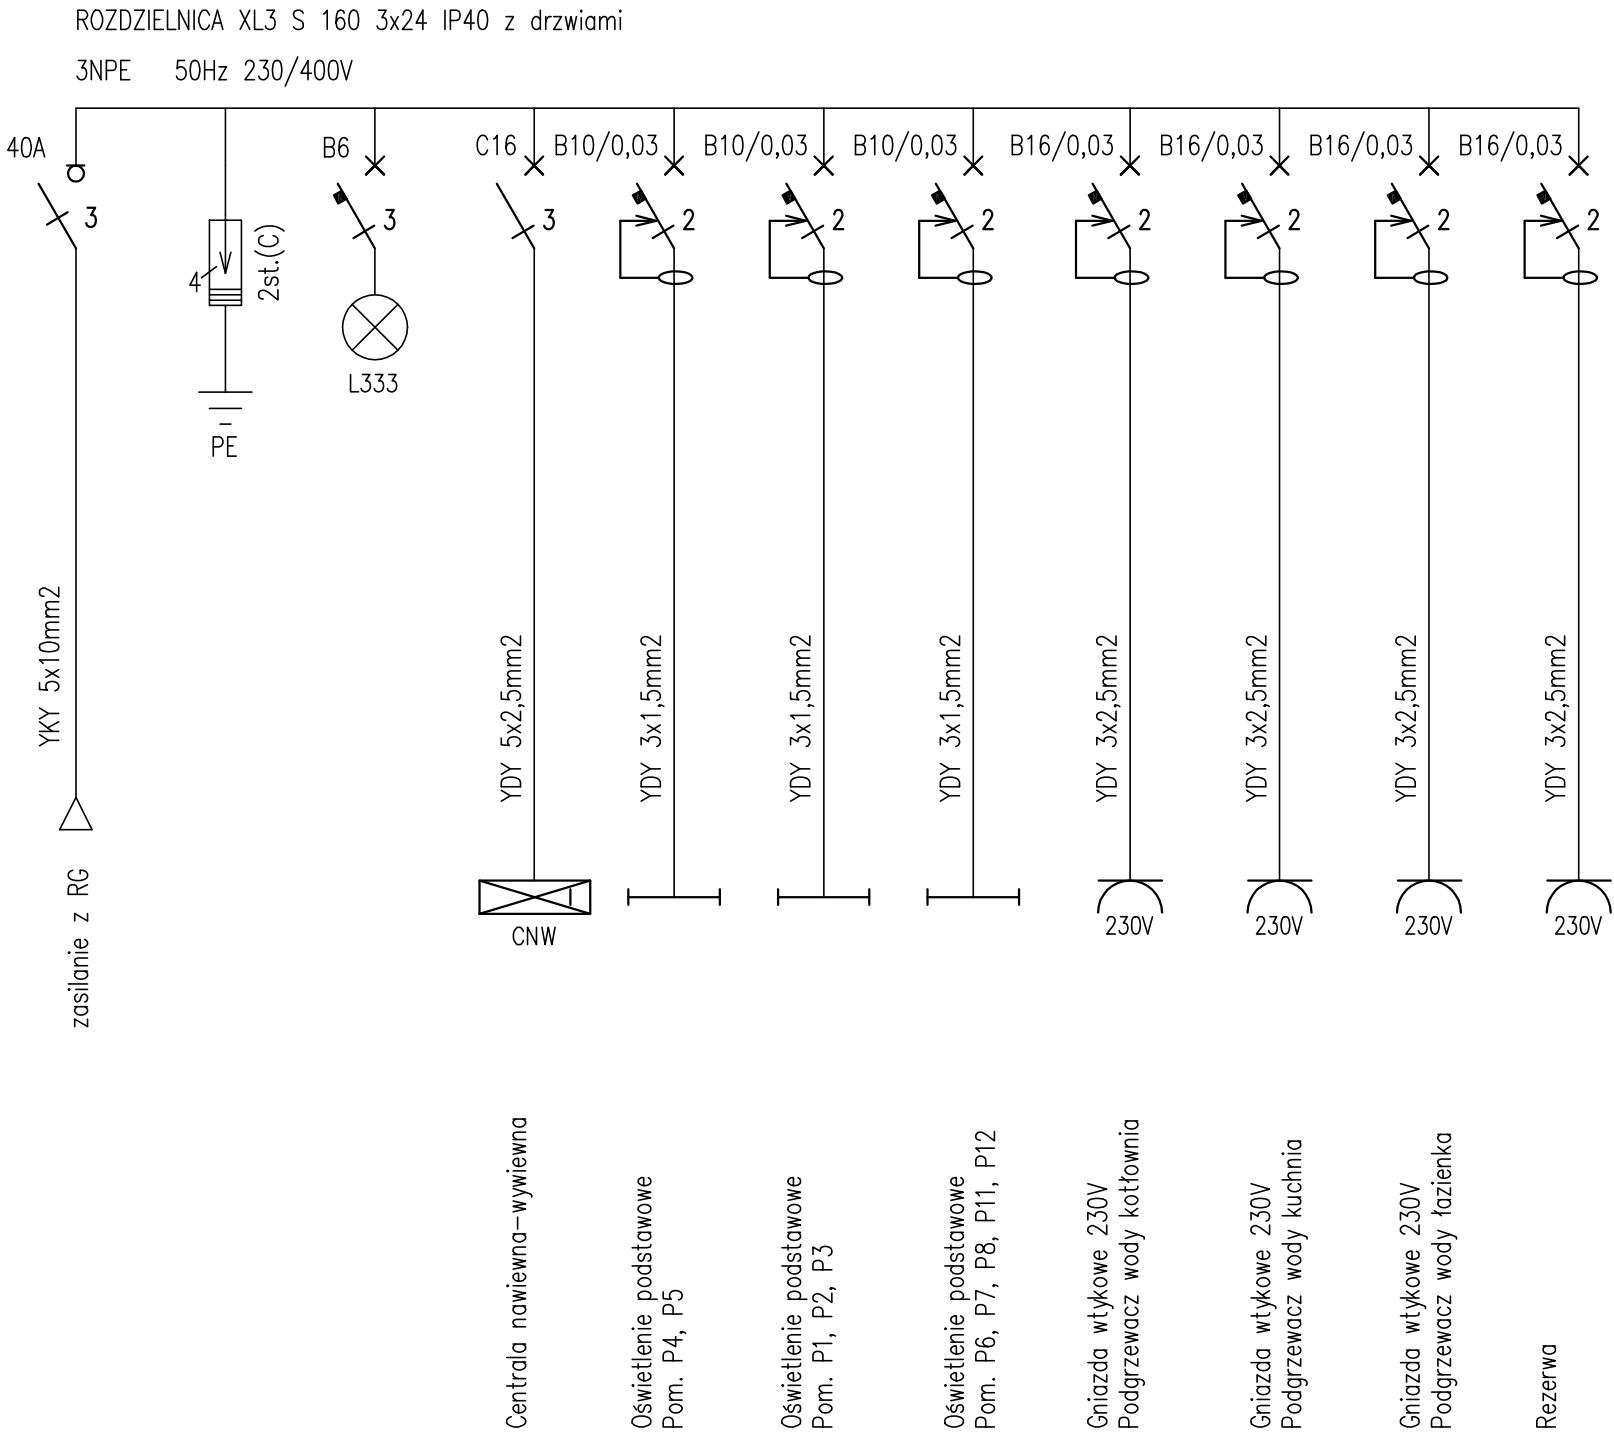 ROZDZIELNICA XL3 S 160 3x24 IP40 z drzwiami
3NPE 50Hz 230/400V
40A
3
YKY 5x10mm2
zasilanie z RG
4
2st.(C)
PE
B6
3
L333
C16
3
YDY 5x2,5mm2
CNW
Centrala nawiewna-wywiewna
B10/0,03
2
YDY 3x1,5mm2
Oświetlenie podstawowe
Pom. P4, P5
B10/0,03
2
YDY 3x1,5mm2
Oświetlenie podstawowe
Pom. P1, P2, P3
B10/0,03
2
YDY 3x1,5mm2
Oświetlenie podstawowe
Pom. P6, P7, P8, P11, P12
B16/0,03
2
YDY 3x2,5mm2
230V
Gniazda wtykowe 230V
Podgrzewacz wody kotłownia
B16/0,03
2
YDY 3x2,5mm2
230V
Gniazda wtykowe 230V
Podgrzewacz wody kuchnia
B16/0,03
2
YDY 3x2,5mm2
230V
Gniazda wtykowe 230V
Podgrzewacz wody łazienka
B16/0,03
2
YDY 3x2,5mm2
230V
Rezerwa